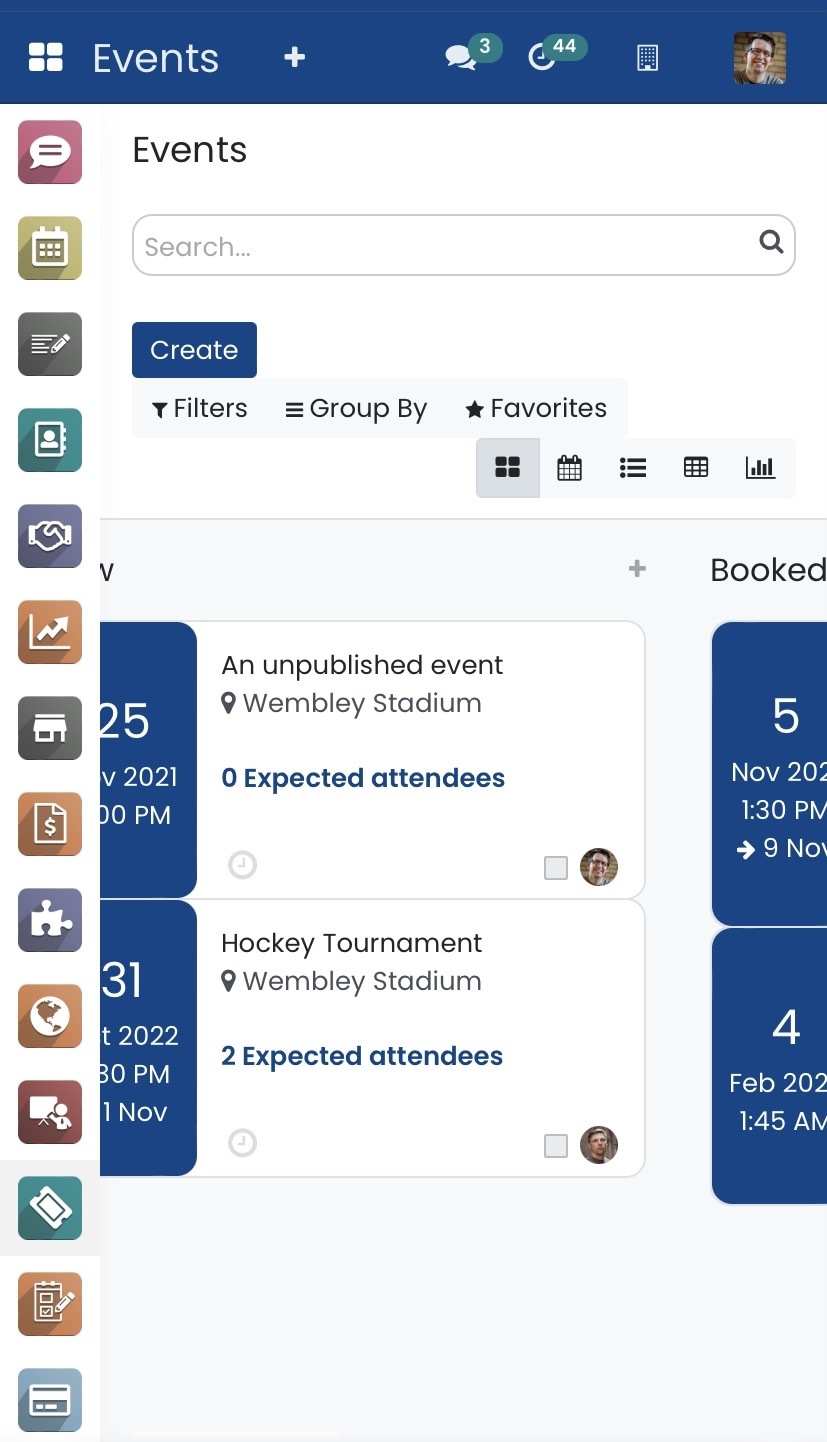 Events
3
44
Events
Search...
Create
Filters Group By Favorites
w
Booked
25
v 2021
00 PM
An unpublished event
Wembley Stadium
0 Expected attendees
31
t 2022
30 PM
1 Nov
Hockey Tournament
Wembley Stadium
2 Expected attendees
5
Nov 202
1:30 PM
→ 9 Nov
4
Feb 202
1:45 AM